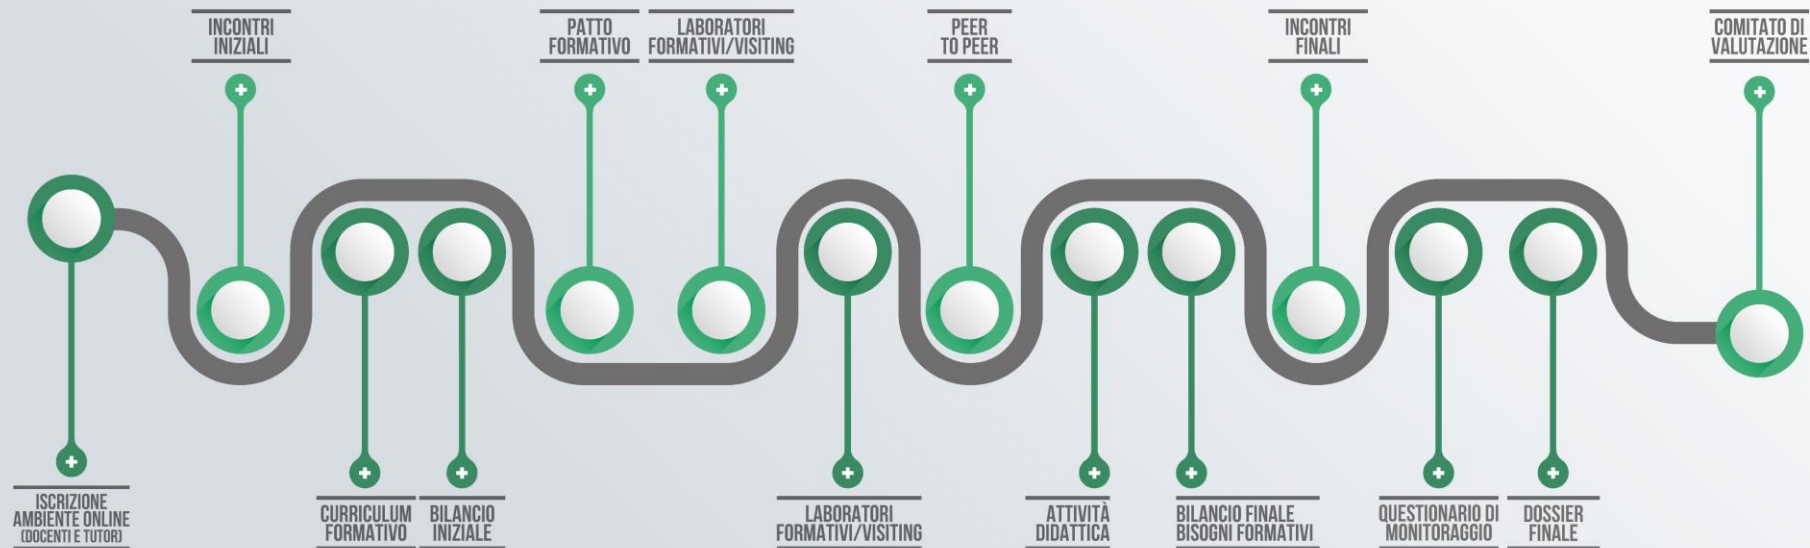 INCONTRI
INIZIALI
PATTO
FORMATIVO
LABORATORI
FORMATIVI/VISITING
PEER
TO PEER
INCONTRI
FINALI
COMITATO DI
VALUTAZIONE
ISCRIZIONE
AMBIENTE ONLINE
(DOCENTI E TUTOR)
CURRICULUM
FORMATIVO
BILANCIO
INIZIALE
LABORATORI
FORMATIVI/VISITING
ATTIVITÀ
DIDATTICA
BILANCIO FINALE
BISOGNI FORMATIVI
QUESTIONARIO DI
MONITORAGGIO
DOSSIER
FINALE